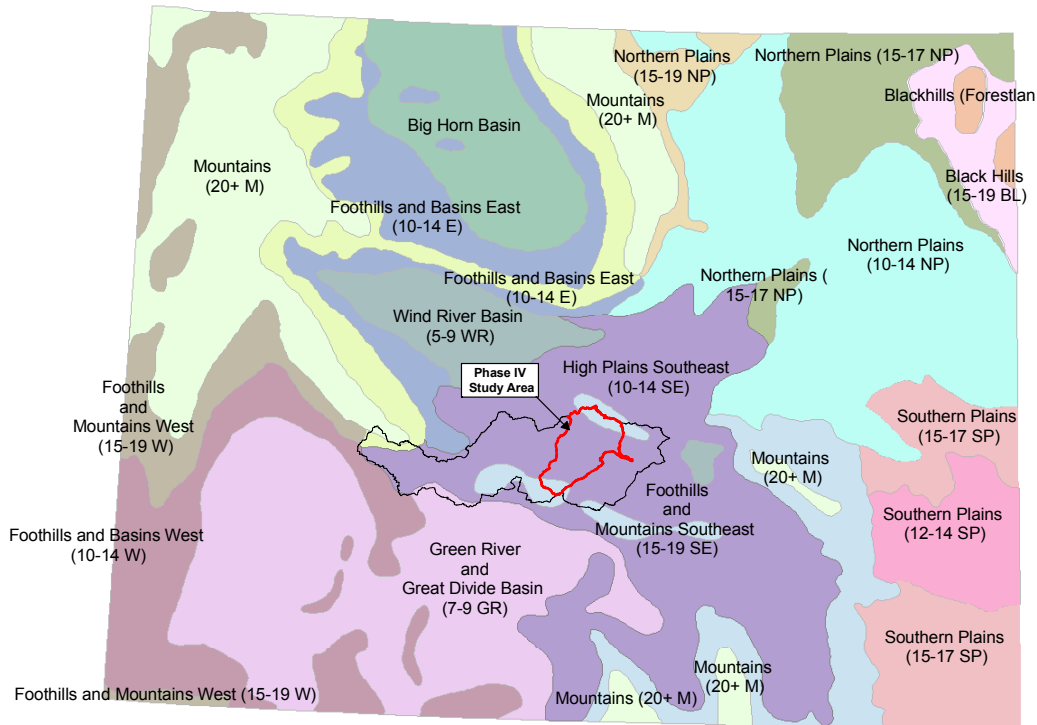 Northern Plains
(15-19 NP)
Northern Plains (15-17 NP)
Blackhills (Forestlan
Mountains
(20+ M)
Big Horn Basin
Mountains
(20+ M)
Black Hills
(15-19 BL)
Foothills and Basins East
(10-14 E)
Northern Plains
(10-14 NP)
Foothills and Basins East
(10-14 E)
Northern Plains (
15-17 NP)
Wind River Basin
(5-9 WR)
Phase IV
Study Area
High Plains Southeast
(10-14 SE)
Foothills
and
Mountains West
(15-19 W)
Southern Plains
(15-17 SP)
Mountains
(20+ M)
Foothills
and
Mountains Southeast
(15-19 SE)
Southern Plains
(12-14 SP)
Foothills and Basins West
(10-14 W)
Green River
and
Great Divide Basin
(7-9 GR)
Southern Plains
(15-17 SP)
Foothills and Mountains West (15-19 W)
Mountains (20+ M)
Mountains
(20+ M)